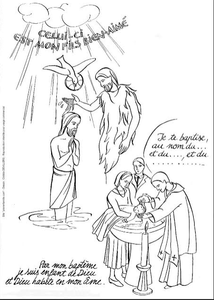 CELUI-CI
EST MON FILS BIEN-AIMÉ
Je te baptise,
au nom du...
et du...., et du
.....
Par mon baptême,
je suis enfant de Dieu
et Dieu habite en mon âme.